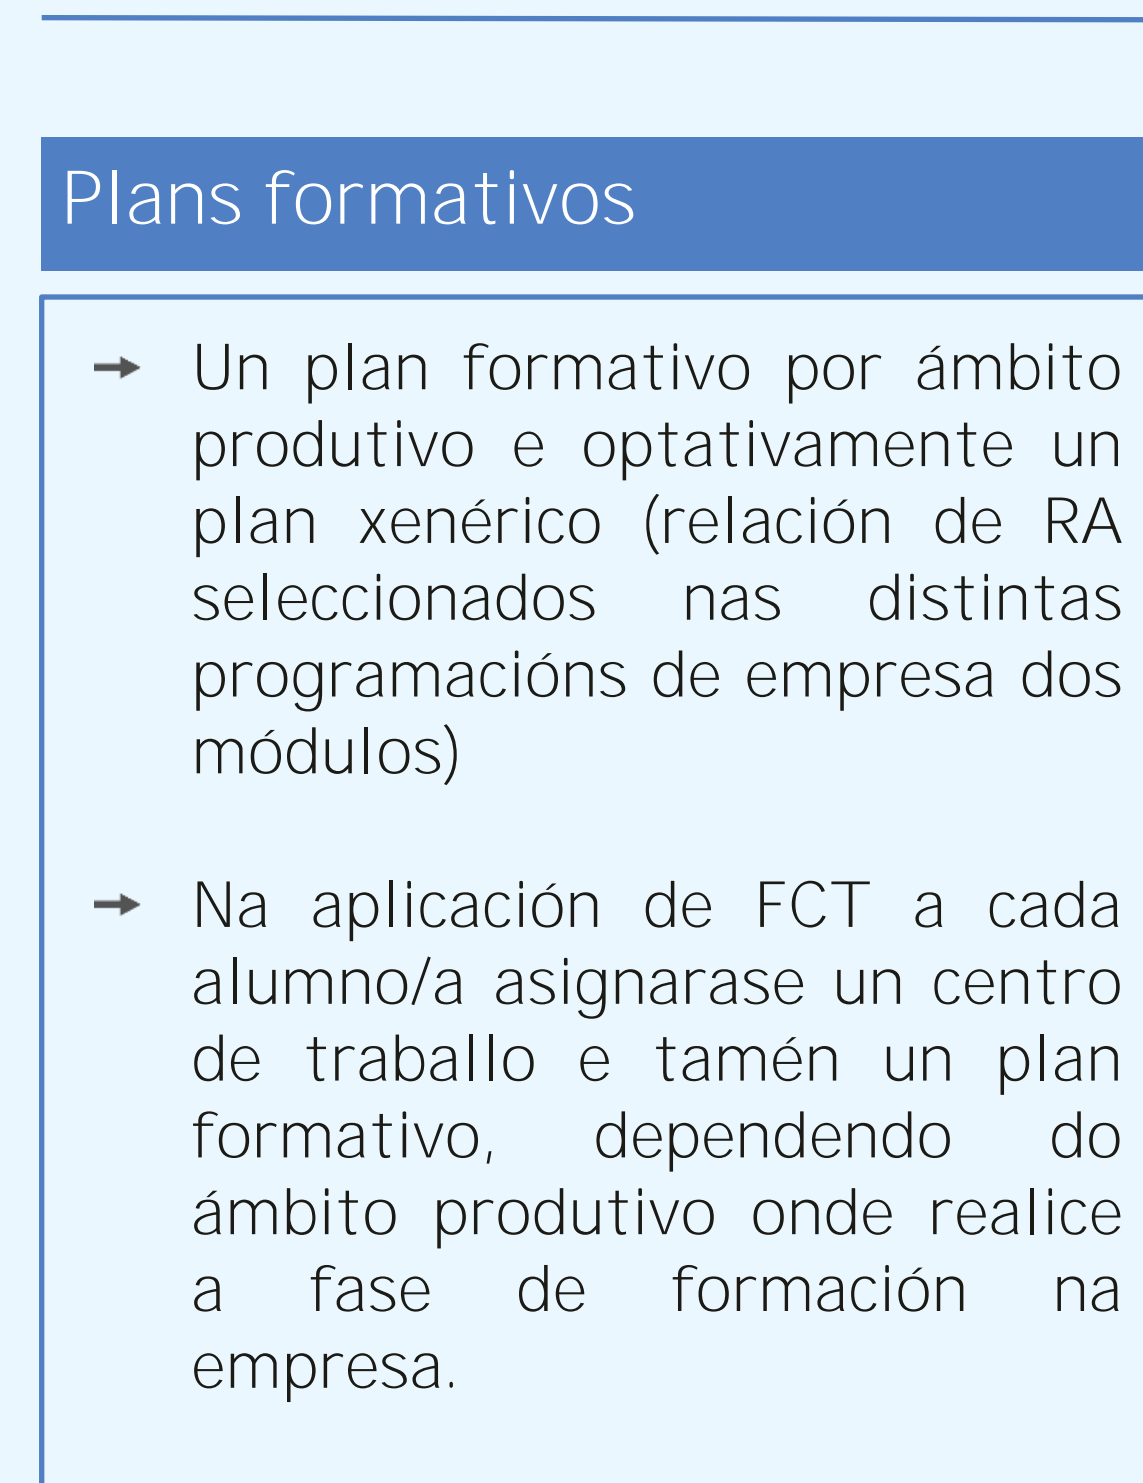 Plans formativos
Un plan formativo por ámbito
produtivo e optativamente un
plan xenérico (relación de RA
seleccionados nas distintas
programacións de empresa dos
módulos)
Na aplicación de FCT a cada
alumno/a asignarase un centro
de traballo e tamén un plan
formativo, dependendo do
ámbito produtivo onde realice
a fase de formación na
empresa.